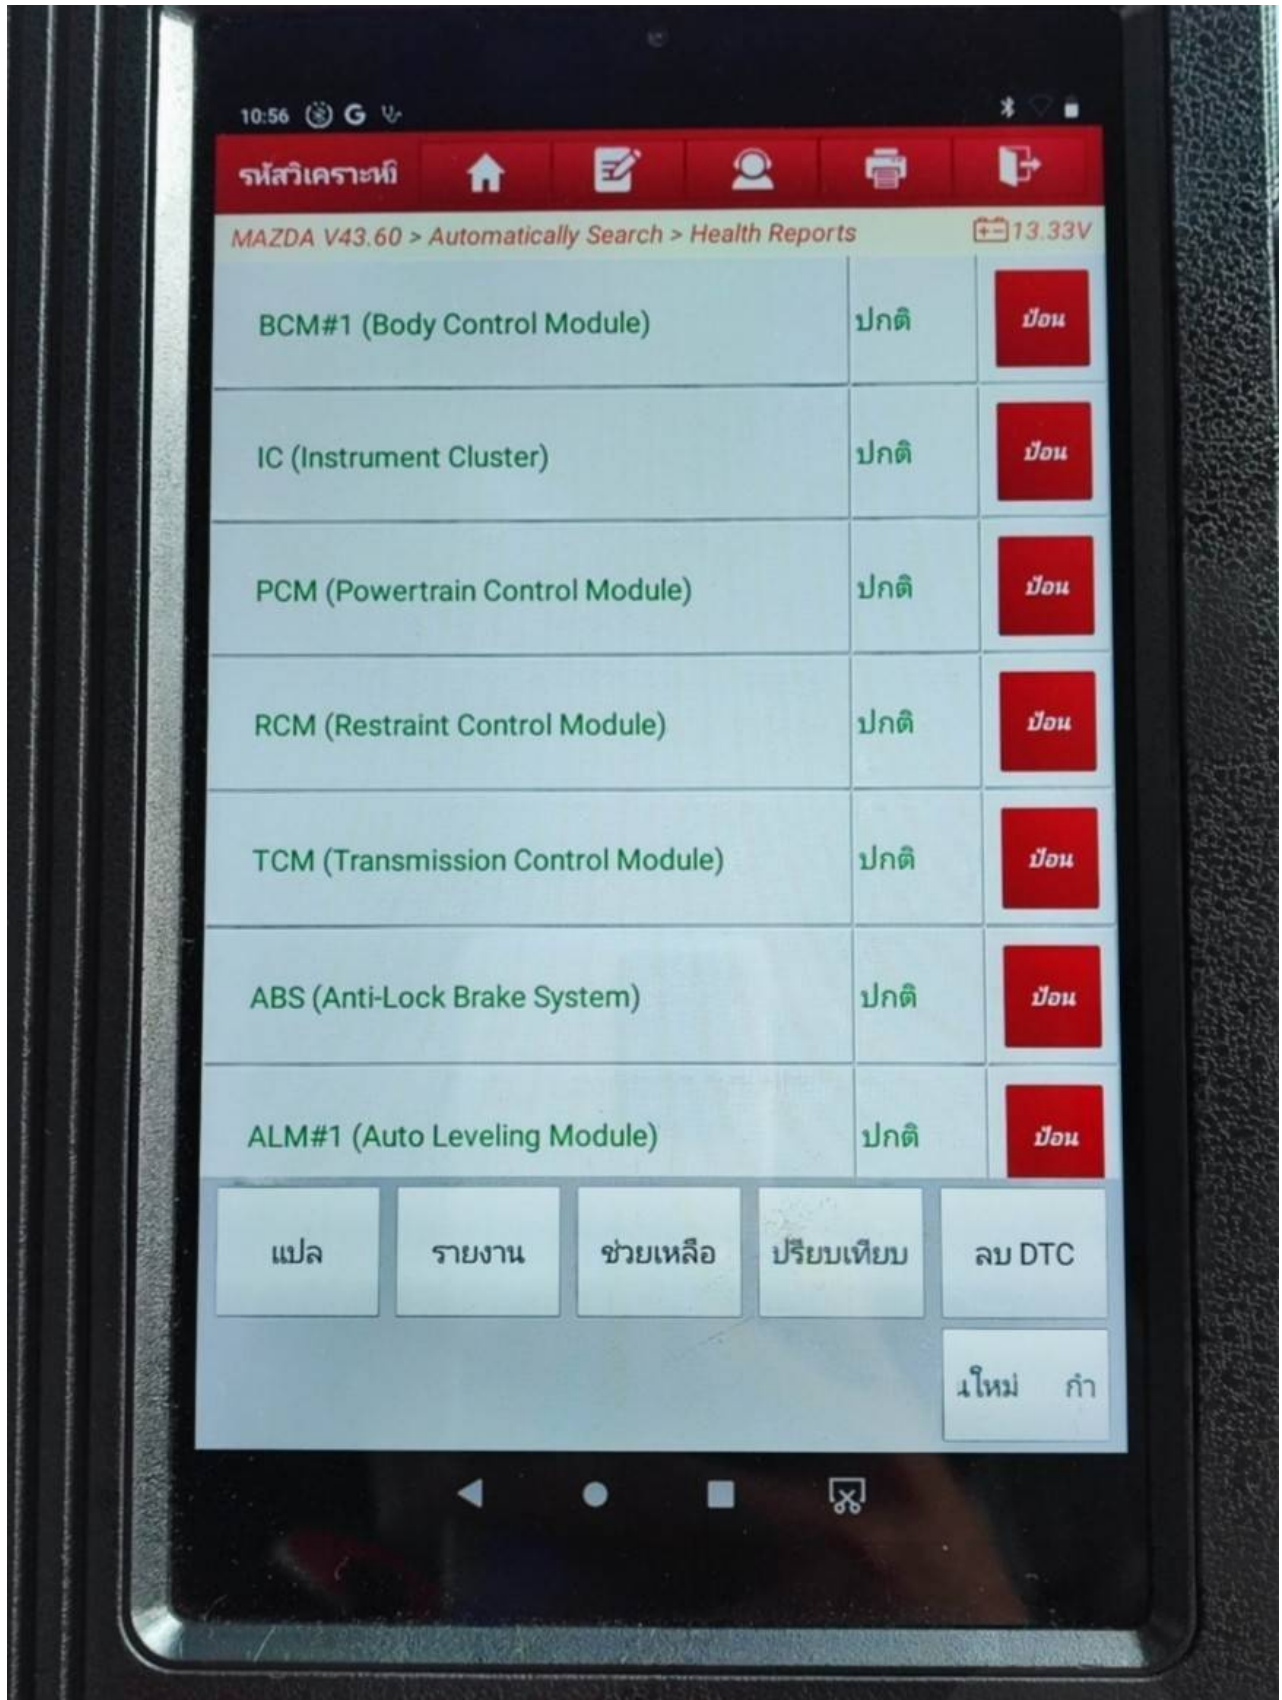 10:56 G
รหัสวิเคราะห์
MAZDA V43.60 > Automatically Search > Health Reports 13.33V
BCM#1 (Body Control Module) ปกติ ป้อน
IC (Instrument Cluster) ปกติ ป้อน
PCM (Powertrain Control Module) ปกติ ป้อน
RCM (Restraint Control Module) ปกติ ป้อน
TCM (Transmission Control Module) ปกติ ป้อน
ABS (Anti-Lock Brake System) ปกติ ป้อน
ALM#1 (Auto Leveling Module) ปกติ ป้อน
แปล รายงาน ช่วยเหลือ ปรียบเทียบ ลบ DTC
นใหม่ กำ